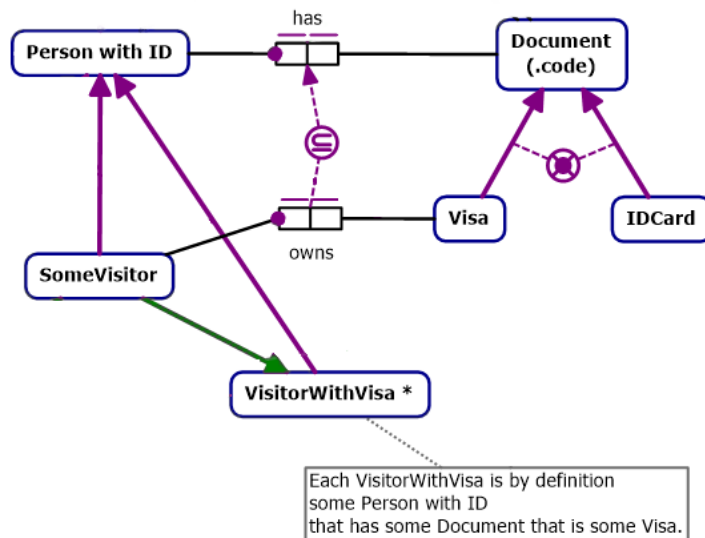 has
Person with ID
Document
(.code)
Visa
IDCard
owns
SomeVisitor
VisitorWithVisa *
Each VisitorWithVisa is by definition
some Person with ID
that has some Document that is some Visa.